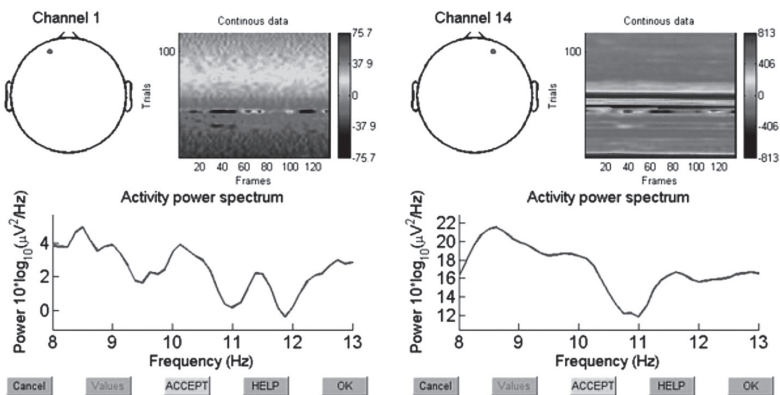 Channel 1
Continous data
100
Trials
20 40 60 80 100 120
Frames
75.7
37.9
0
-37.9
-75.7
Activity power spectrum
Power 10*log10(μV2/Hz)
4
2
0
8 9 10 11 12 13
Frequency (Hz)
Cancel Values ACCEPT HELP OK
Channel 14
Continous data
100
Trials
20 40 60 80 100 120
Frames
813
406
0
-406
-813
Activity power spectrum
Power 10*log10(μV2/Hz)
22
20
18
16
14
12
8 9 10 11 12 13
Frequency (Hz)
Cancel Values ACCEPT HELP OK